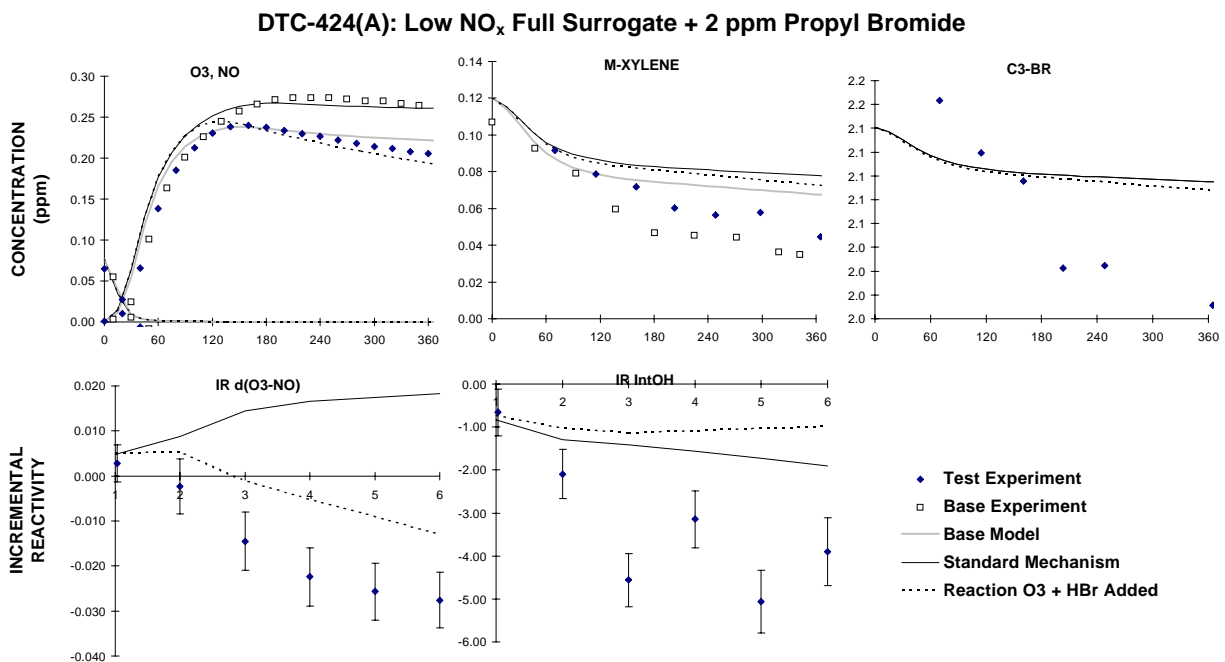 DTC-424(A): Low NOx Full Surrogate + 2 ppm Propyl Bromide
CONCENTRATION
(ppm)
O3, NO
0.30
0.25
0.20
0.15
0.10
0.05
0.00
0 60 120 180 240 300 360
M-XYLENE
0.14
0.12
0.10
0.08
0.06
0.04
0.02
0.00
0 60 120 180 240 300 360
C3-BR
2.2
2.2
2.1
2.1
2.1
2.1
2.1
2.0
2.0
2.0
2.0
0 60 120 180 240 300 360
INCREMENTAL
REACTIVITY
IR d(O3-NO)
0.020
0.010
0.000
-0.010
-0.020
-0.030
-0.040
1 2 3 4 5 6
IR IntOH
0.00
-1.00
-2.00
-3.00
-4.00
-5.00
-6.00
1 2 3 4 5 6
Test Experiment
Base Experiment
Base Model
Standard Mechanism
Reaction O3 + HBr Added